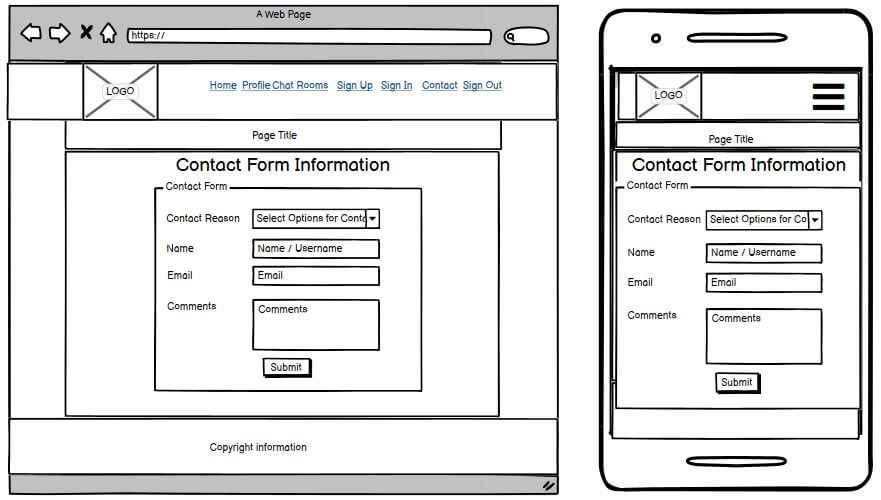 A Web Page
https://
LOGO
Home Profile Chat Rooms Sign Up Sign In Contact Sign Out
Page Title
Contact Form Information
Contact Form
Contact Reason Select Options for Conta
Name Name / Username
Email Email
Comments Comments
Submit
Copyright information
LOGO
Page Title
Contact Form Information
Contact Form
Contact Reason Select Options for Co
Name Name / Username
Email Email
Comments Comments
Submit